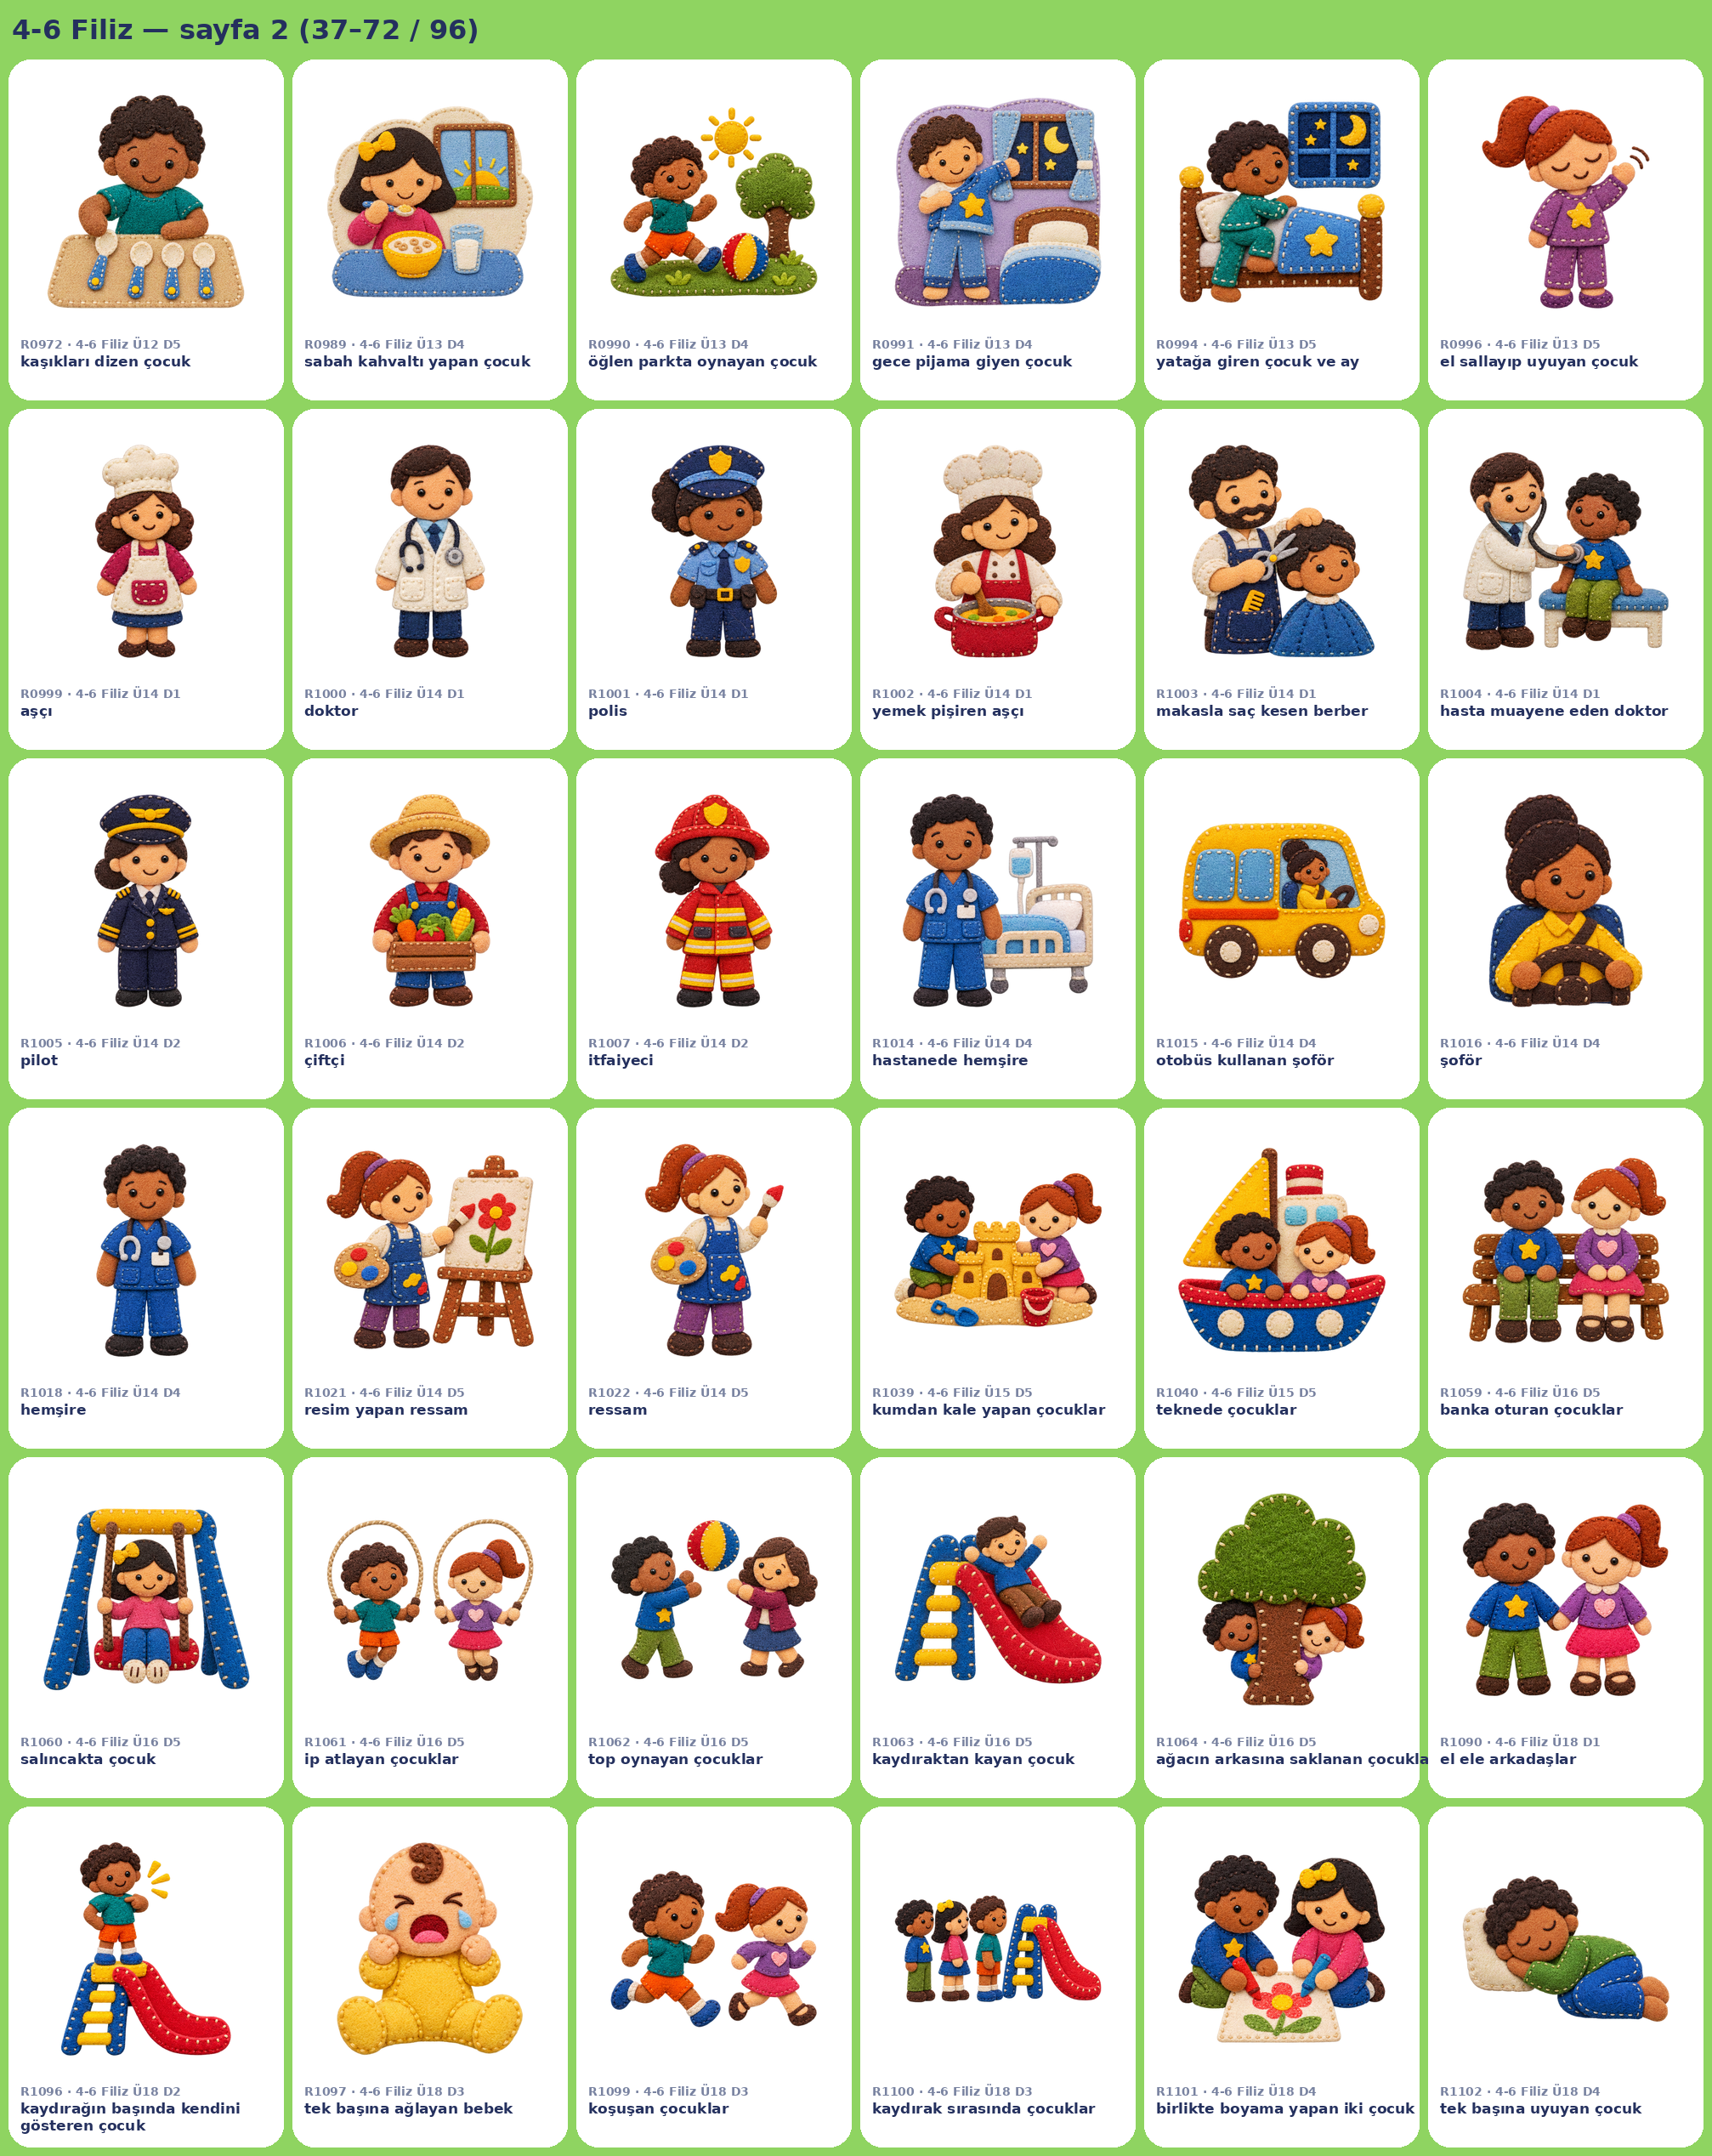 4-6 Filiz — sayfa 2 (37–72 / 96)
R0972 · 4-6 Filiz Ü12 D5
kaşıkları dizen çocuk
R0989 · 4-6 Filiz Ü13 D4
sabah kahvaltı yapan çocuk
R0990 · 4-6 Filiz Ü13 D4
öğlen parkta oynayan çocuk
R0991 · 4-6 Filiz Ü13 D4
gece pijama giyen çocuk
R0994 · 4-6 Filiz Ü13 D5
yatağa giren çocuk ve ay
R0996 · 4-6 Filiz Ü13 D5
el sallayıp uyuyan çocuk
R0999 · 4-6 Filiz Ü14 D1
aşçı
R1000 · 4-6 Filiz Ü14 D1
doktor
R1001 · 4-6 Filiz Ü14 D1
polis
R1002 · 4-6 Filiz Ü14 D1
yemek pişiren aşçı
R1003 · 4-6 Filiz Ü14 D1
makasla saç kesen berber
R1004 · 4-6 Filiz Ü14 D1
hasta muayene eden doktor
R1005 · 4-6 Filiz Ü14 D2
pilot
R1006 · 4-6 Filiz Ü14 D2
çiftçi
R1007 · 4-6 Filiz Ü14 D2
itfaiyeci
R1014 · 4-6 Filiz Ü14 D4
hastanede hemşire
R1015 · 4-6 Filiz Ü14 D4
otobüs kullanan şoför
R1016 · 4-6 Filiz Ü14 D4
şoför
R1018 · 4-6 Filiz Ü14 D4
hemşire
R1021 · 4-6 Filiz Ü14 D5
resim yapan ressam
R1022 · 4-6 Filiz Ü14 D5
ressam
R1039 · 4-6 Filiz Ü15 D5
kumdan kale yapan çocuklar
R1040 · 4-6 Filiz Ü15 D5
teknede çocuklar
R1059 · 4-6 Filiz Ü16 D5
banka oturan çocuklar
R1060 · 4-6 Filiz Ü16 D5
salıncakta çocuk
R1061 · 4-6 Filiz Ü16 D5
ip atlayan çocuklar
R1062 · 4-6 Filiz Ü16 D5
top oynayan çocuklar
R1063 · 4-6 Filiz Ü16 D5
kaydıraktan kayan çocuk
R1064 · 4-6 Filiz Ü16 D5
ağacın arkasına saklanan çocukla
R1090 · 4-6 Filiz Ü18 D1
el ele arkadaşlar
R1096 · 4-6 Filiz Ü18 D2
kaydırağın başında kendini
gösteren çocuk
R1097 · 4-6 Filiz Ü18 D3
tek başına ağlayan bebek
R1099 · 4-6 Filiz Ü18 D3
koşuşan çocuklar
R1100 · 4-6 Filiz Ü18 D3
kaydırak sırasında çocuklar
R1101 · 4-6 Filiz Ü18 D4
birlikte boyama yapan iki çocuk
R1102 · 4-6 Filiz Ü18 D4
tek başına uyuyan çocuk